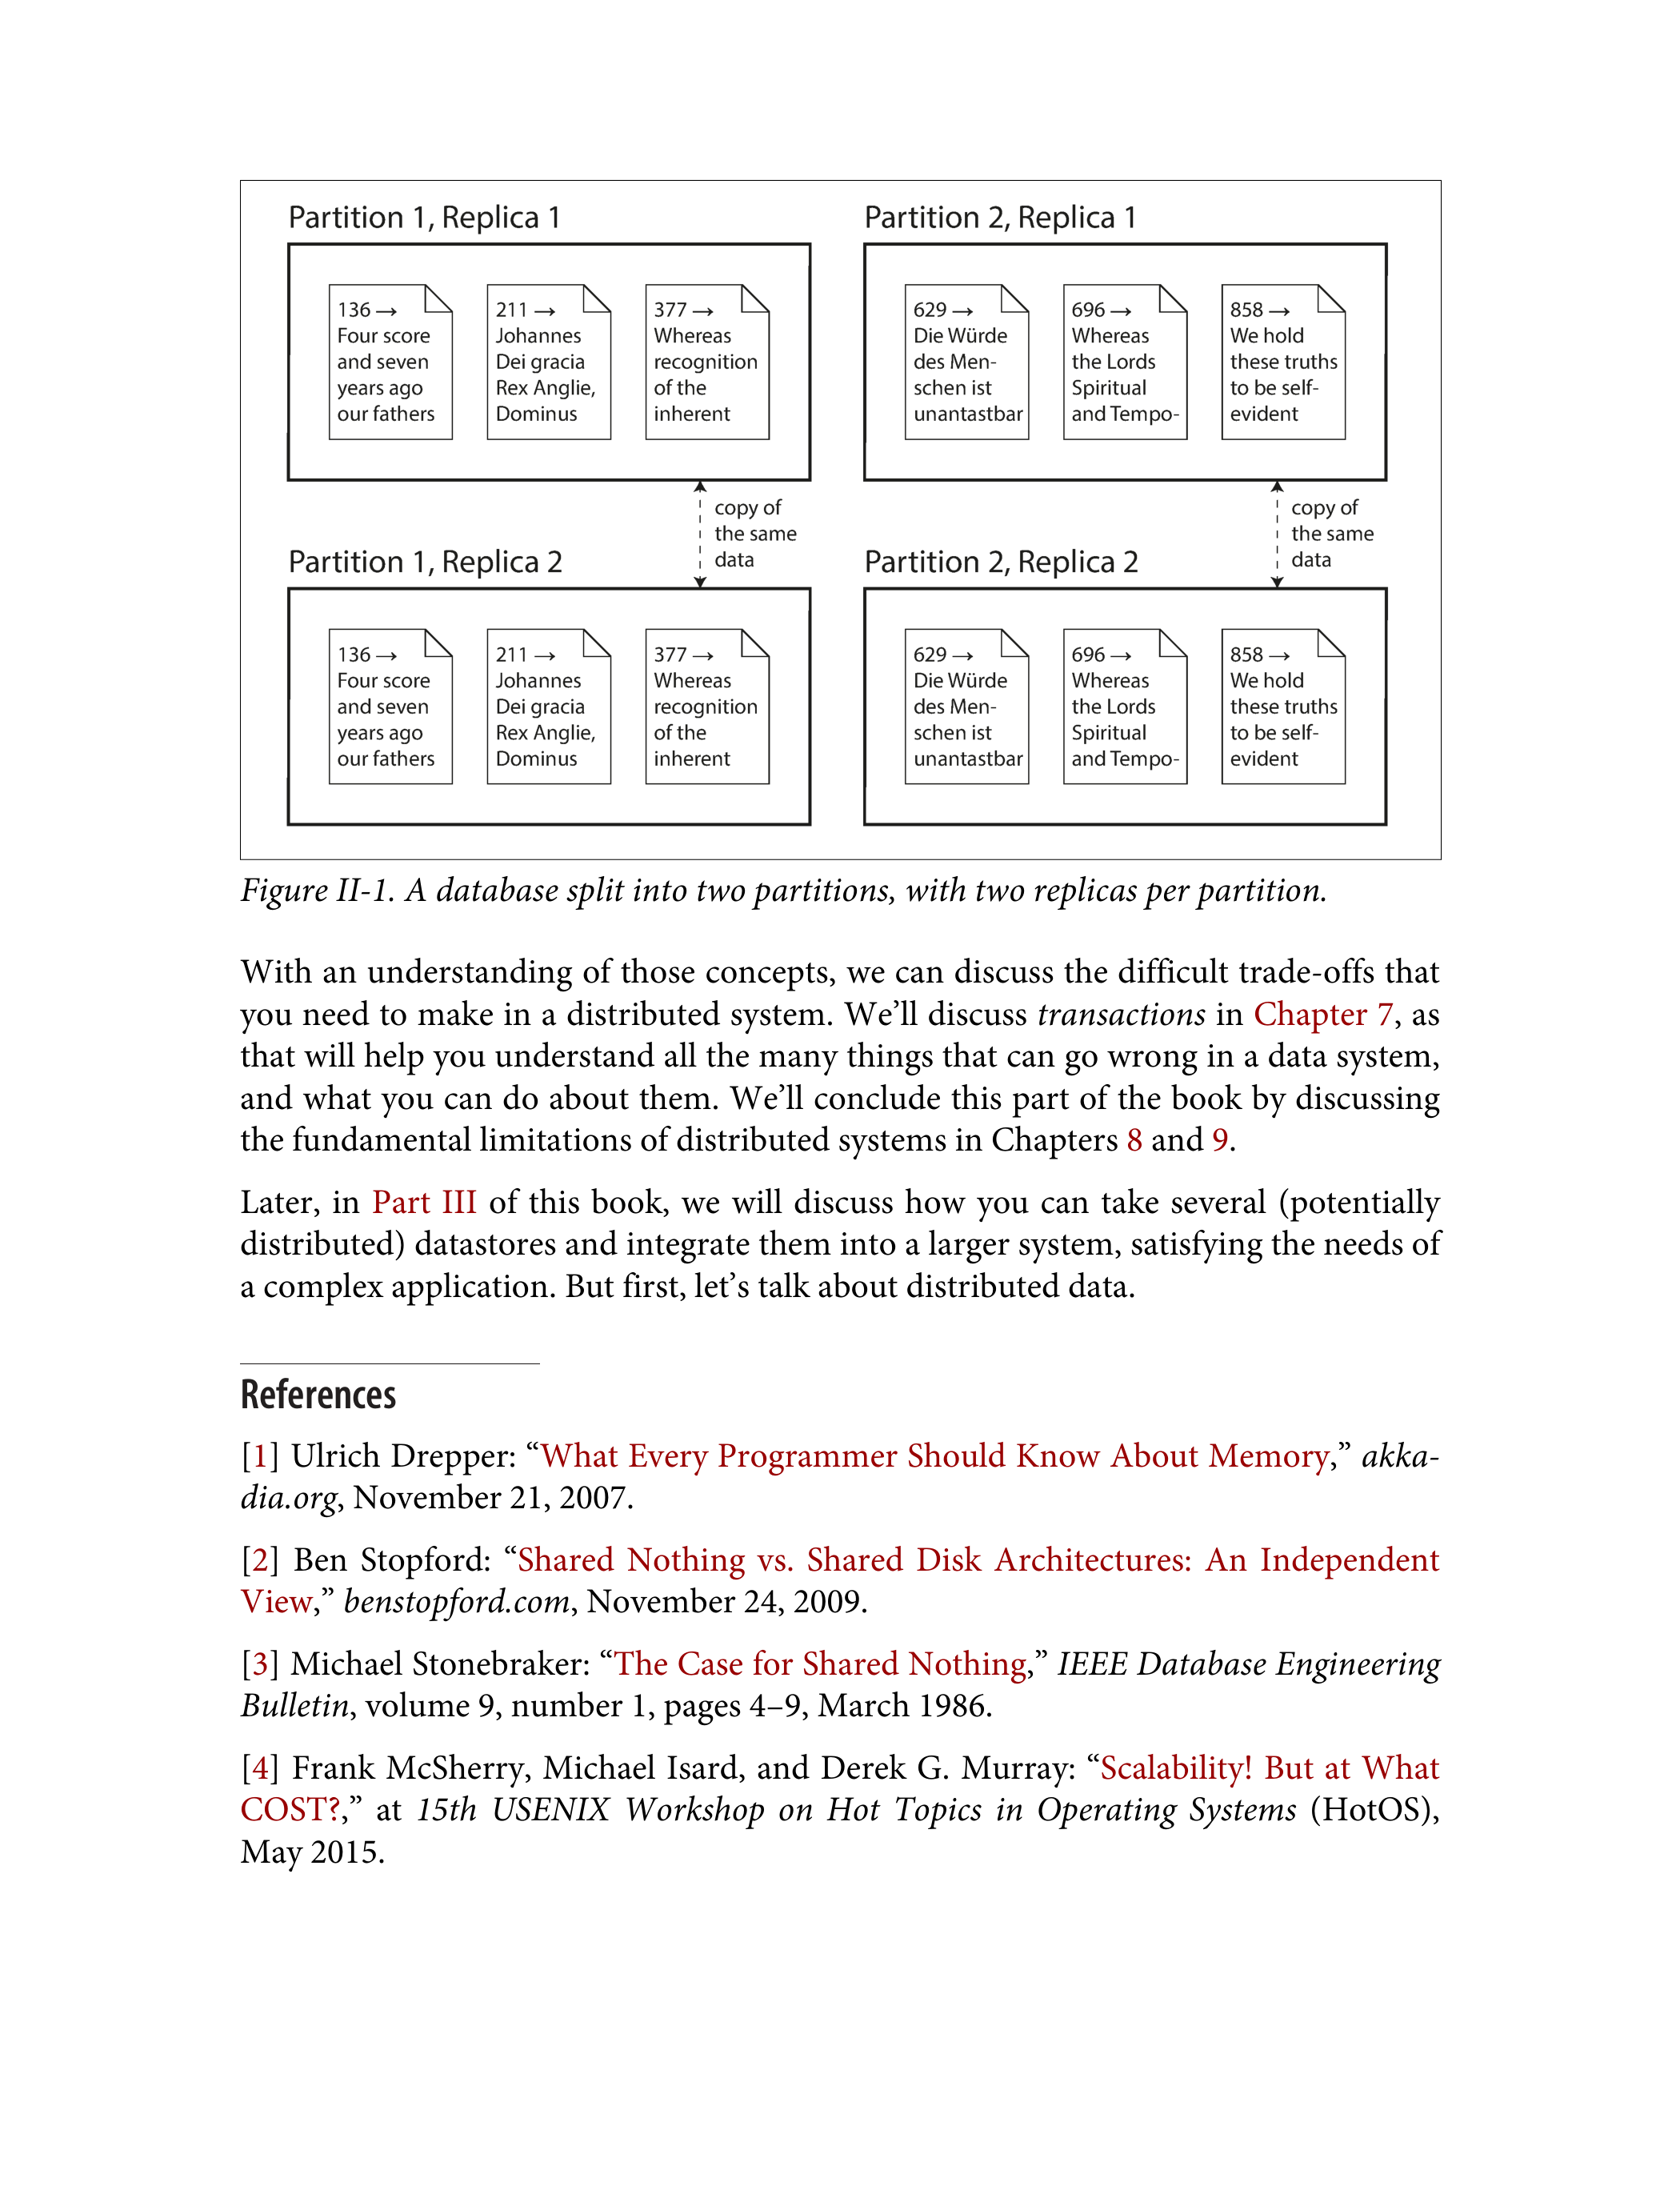 Partition 1, Replica 1
136 →
Four score
and seven
years ago
our fathers
211 →
Johannes
Dei gracia
Rex Anglie,
Dominus
377 →
Whereas
recognition
of the
inherent
Partition 2, Replica 1
629 →
Die Würde
des Men-
schen ist
unantastbar
696 →
Whereas
the Lords
Spiritual
and Tempo-
858 →
We hold
these truths
to be self-
evident
copy of
the same
data
copy of
the same
data
Partition 1, Replica 2
136 →
Four score
and seven
years ago
our fathers
211 →
Johannes
Dei gracia
Rex Anglie,
Dominus
377 →
Whereas
recognition
of the
inherent
Partition 2, Replica 2
629 →
Die Würde
des Men-
schen ist
unantastbar
696 →
Whereas
the Lords
Spiritual
and Tempo-
858 →
We hold
these truths
to be self-
evident
Figure II-1. A database split into two partitions, with two replicas per partition.
With an understanding of those concepts, we can discuss the difficult trade-offs that
you need to make in a distributed system. We’ll discuss transactions in Chapter 7, as
that will help you understand all the many things that can go wrong in a data system,
and what you can do about them. We’ll conclude this part of the book by discussing
the fundamental limitations of distributed systems in Chapters 8 and 9.
Later, in Part III of this book, we will discuss how you can take several (potentially
distributed) datastores and integrate them into a larger system, satisfying the needs of
a complex application. But first, let’s talk about distributed data.
References
[1] Ulrich Drepper: “What Every Programmer Should Know About Memory,” akka-
dia.org, November 21, 2007.
[2] Ben Stopford: “Shared Nothing vs. Shared Disk Architectures: An Independent
View,” benstopford.com, November 24, 2009.
[3] Michael Stonebraker: “The Case for Shared Nothing,” IEEE Database Engineering
Bulletin, volume 9, number 1, pages 4–9, March 1986.
[4] Frank McSherry, Michael Isard, and Derek G. Murray: “Scalability! But at What
COST?,” at 15th USENIX Workshop on Hot Topics in Operating Systems (HotOS),
May 2015.